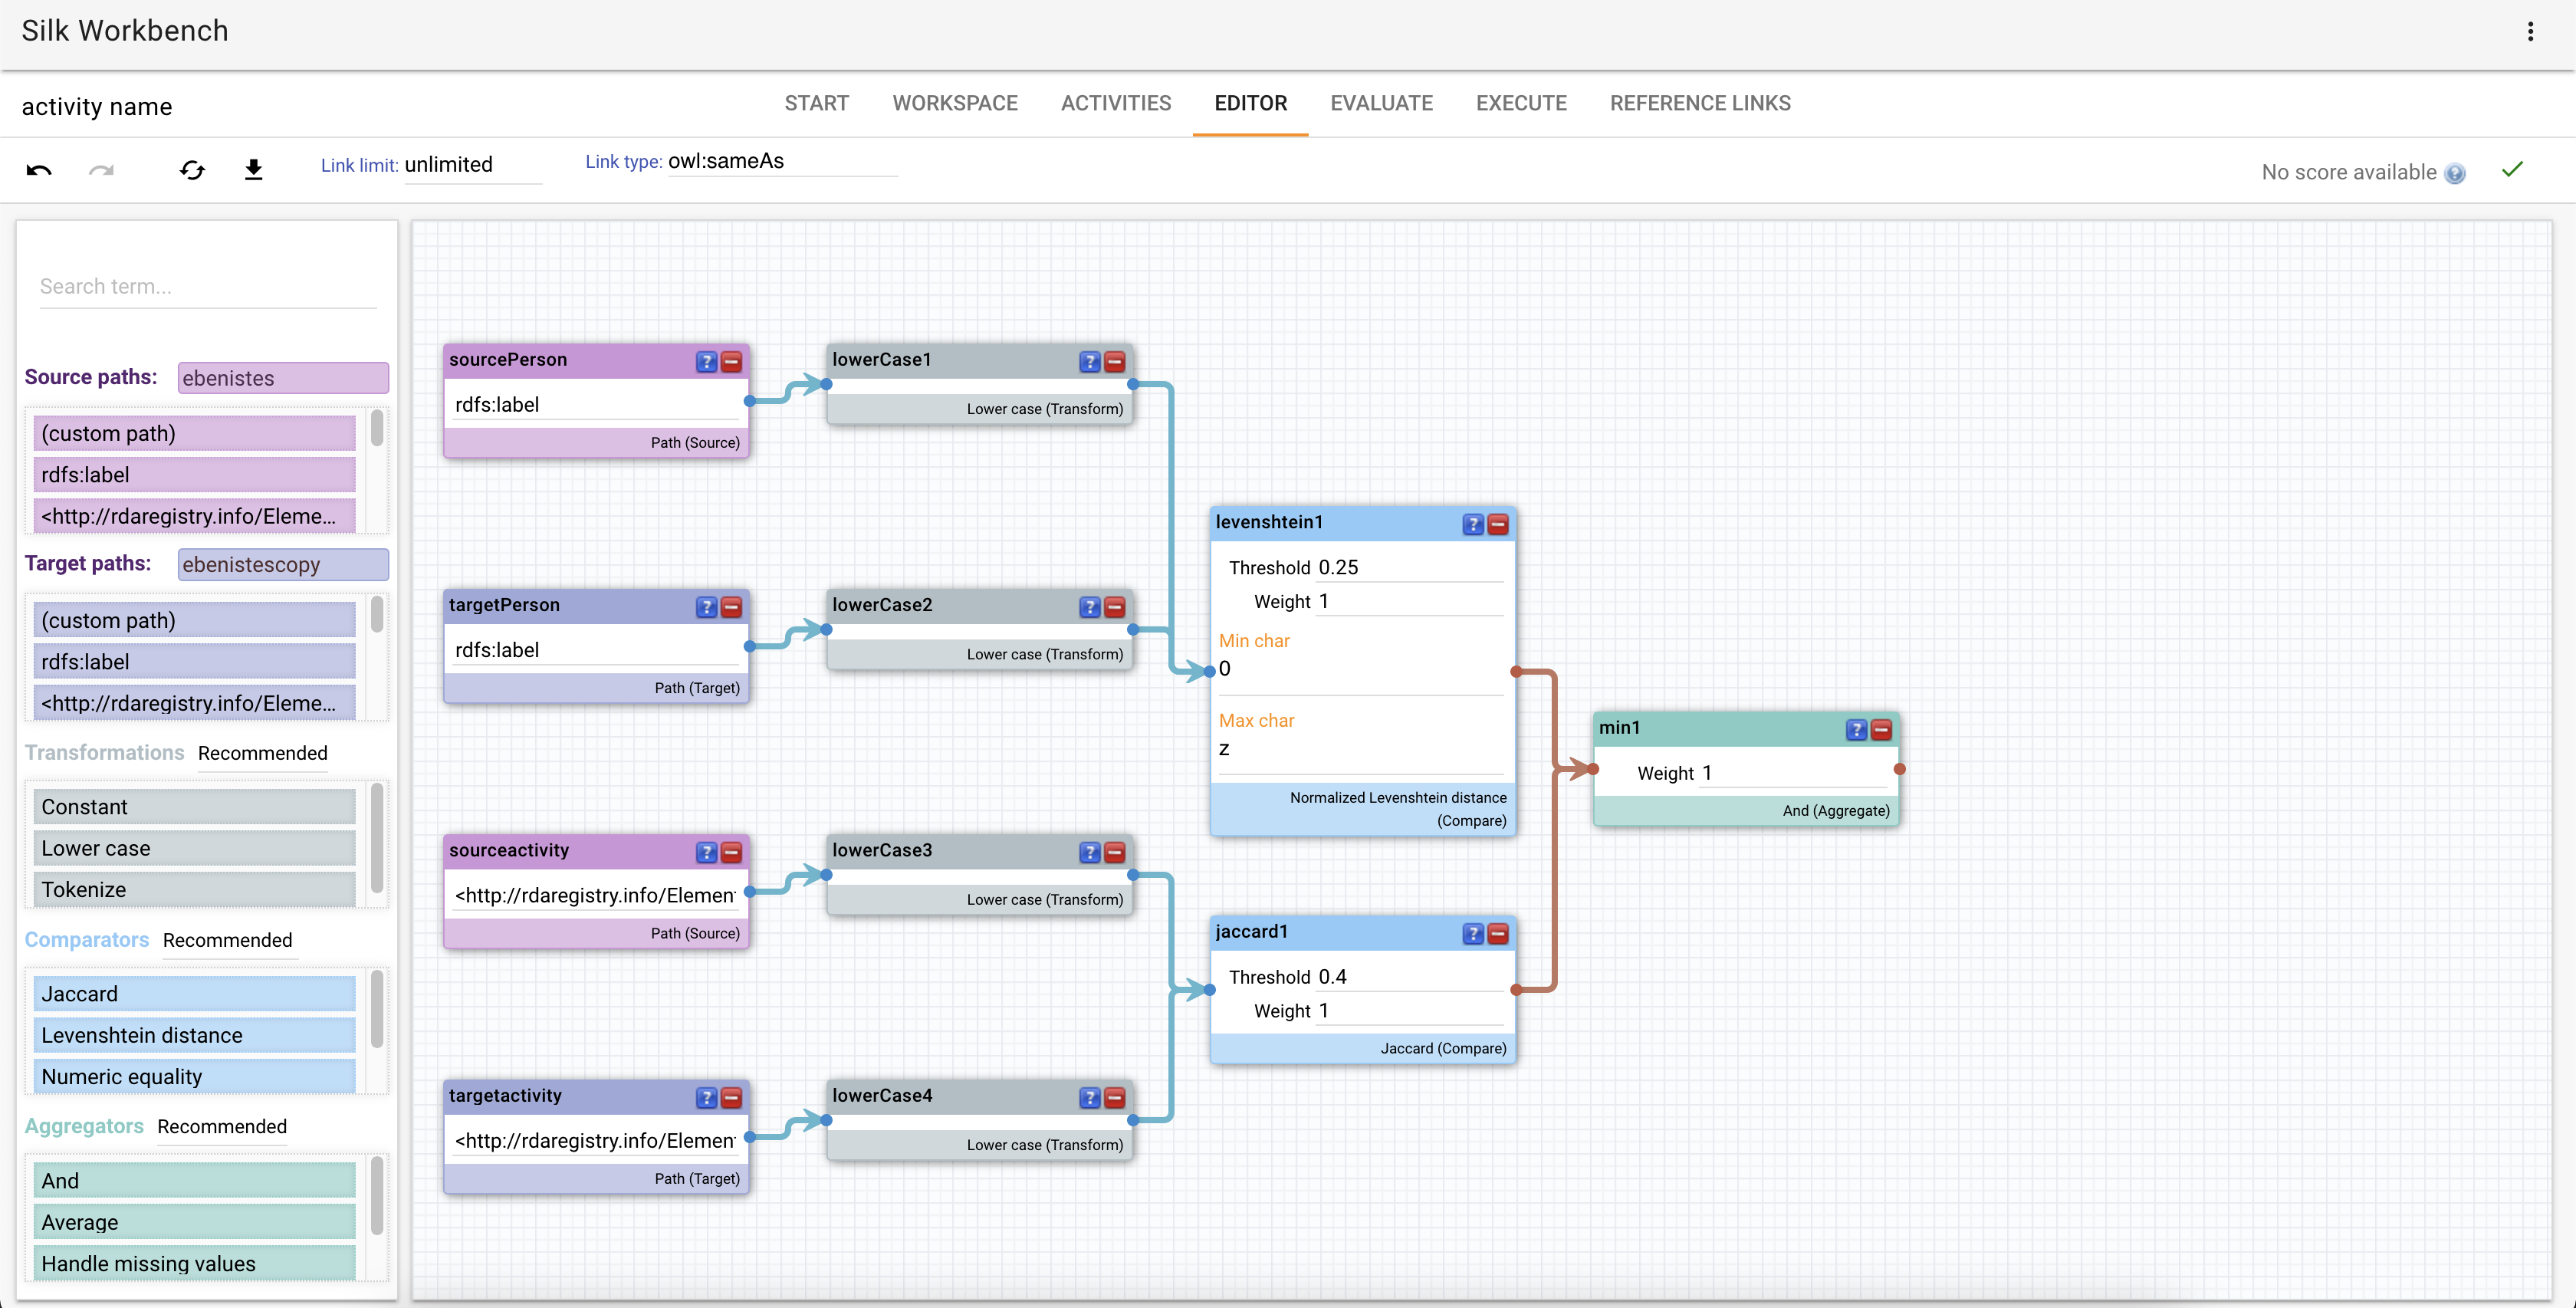 Silk Workbench
activity name
START WORKSPACE ACTIVITIES EDITOR EVALUATE EXECUTE REFERENCE LINKS
Link limit: unlimited
Link type: owl:sameAs
No score available
Search term...
Source paths: ebenistes
(custom path)
rdfs:label
<http://rdaregistry.info/Eleme...
Target paths: ebenistescopy
(custom path)
rdfs:label
<http://rdaregistry.info/Eleme...
Transformations Recommended
Constant
Lower case
Tokenize
Comparators Recommended
Jaccard
Levenshtein distance
Numeric equality
Aggregators Recommended
And
Average
Handle missing values
sourcePerson
rdfs:label
Path (Source)
lowerCase1
Lower case (Transform)
targetPerson
rdfs:label
Path (Target)
lowerCase2
Lower case (Transform)
sourceactivity
<http://rdaregistry.info/Element
Path (Source)
lowerCase3
Lower case (Transform)
targetactivity
<http://rdaregistry.info/Element
Path (Target)
lowerCase4
Lower case (Transform)
levenshtein1
Threshold 0.25
Weight 1
Min char
0
Max char
z
Normalized Levenshtein distance
(Compare)
jaccard1
Threshold 0.4
Weight 1
Jaccard (Compare)
min1
Weight 1
And (Aggregate)